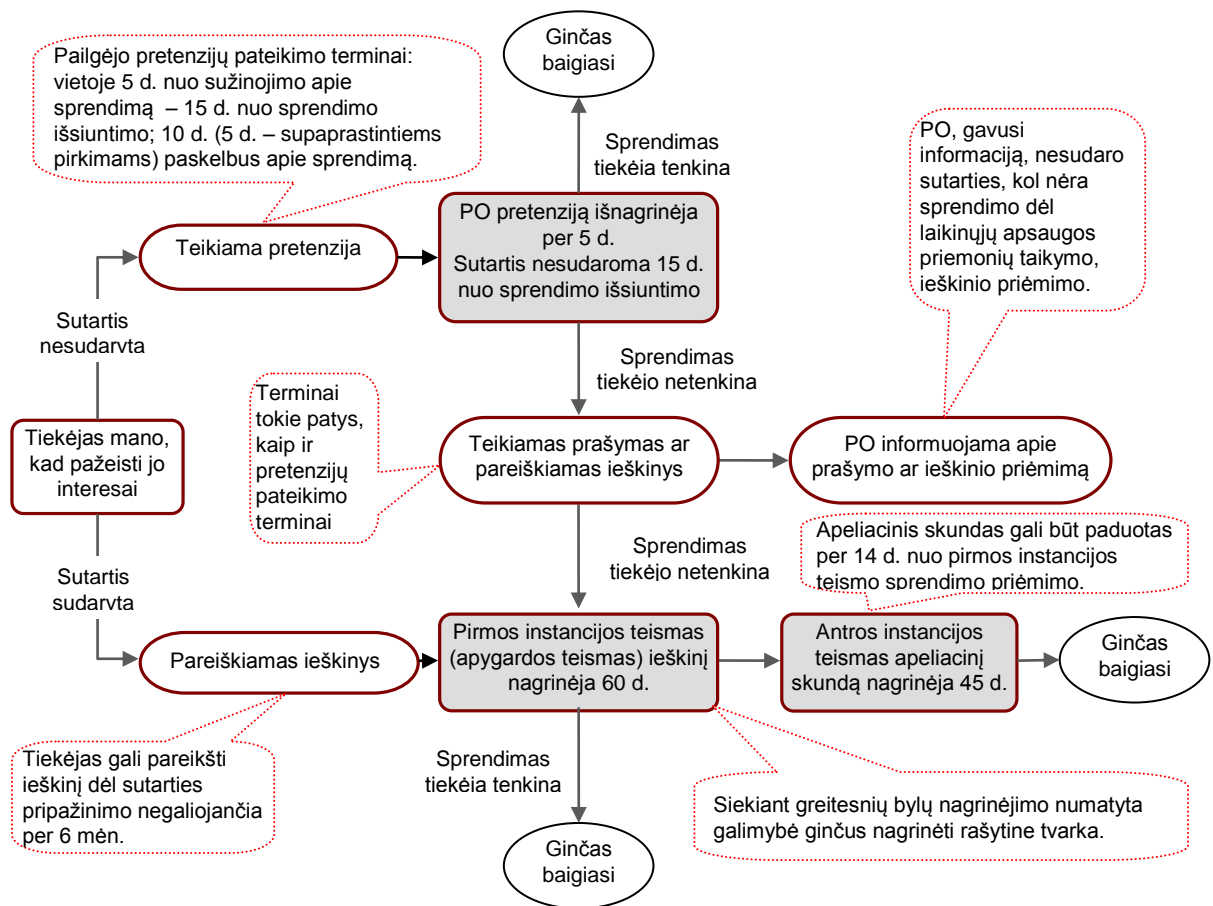 Ginčas
baigiasi
Pailgėjo pretenzijų pateikimo terminai:
vietoje 5 d. nuo sužinojimo apie
sprendimą – 15 d. nuo sprendimo
išsiuntimo; 10 d. (5 d. – supaprastintiems
pirkimams) paskelbus apie sprendimą.
Sprendimas
tiekėja tenkina
PO, gavusi
informaciją, nesudaro
sutarties, kol nėra
sprendimo dėl
laikinųjų apsaugos
priemonių taikymo,
ieškinio priėmimo.
Teikiama pretenzija
PO pretenziją išnagrinėja
per 5 d.
Sutartis nesudaroma 15 d.
nuo sprendimo išsiuntimo
Sutartis
nesudaryta
Sprendimas
tiekėjo netenkina
Terminai
tokie patys,
kaip ir
pretenzijų
pateikimo
terminai
Tiekėjas mano,
kad pažeisti jo
interesai
Teikiamas prašymas ar
pareiškiamas ieškinys
PO informuojama apie
prašymo ar ieškinio priėmimą
Sprendimas
tiekėjo netenkina
Apeliacinis skundas gali būt paduotas
per 14 d. nuo pirmos instancijos
teismo sprendimo priėmimo.
Sutartis
sudaryta
Pareiškiamas ieškinys
Pirmos instancijos teismas
(apygardos teismas) ieškinį
nagrinėja 60 d.
Antros instancijos
teismas apeliacinį
skundą nagrinėja 45 d.
Ginčas
baigiasi
Tiekėjas gali pareikšti
ieškinį dėl sutarties
pripažinimo negaliojančia
per 6 mėn.
Sprendimas
tiekėja tenkina
Siekiant greitesnių bylų nagrinėjimo numatyta
galimybė ginčus nagrinėti rašytine tvarka.
Ginčas
baigiasi